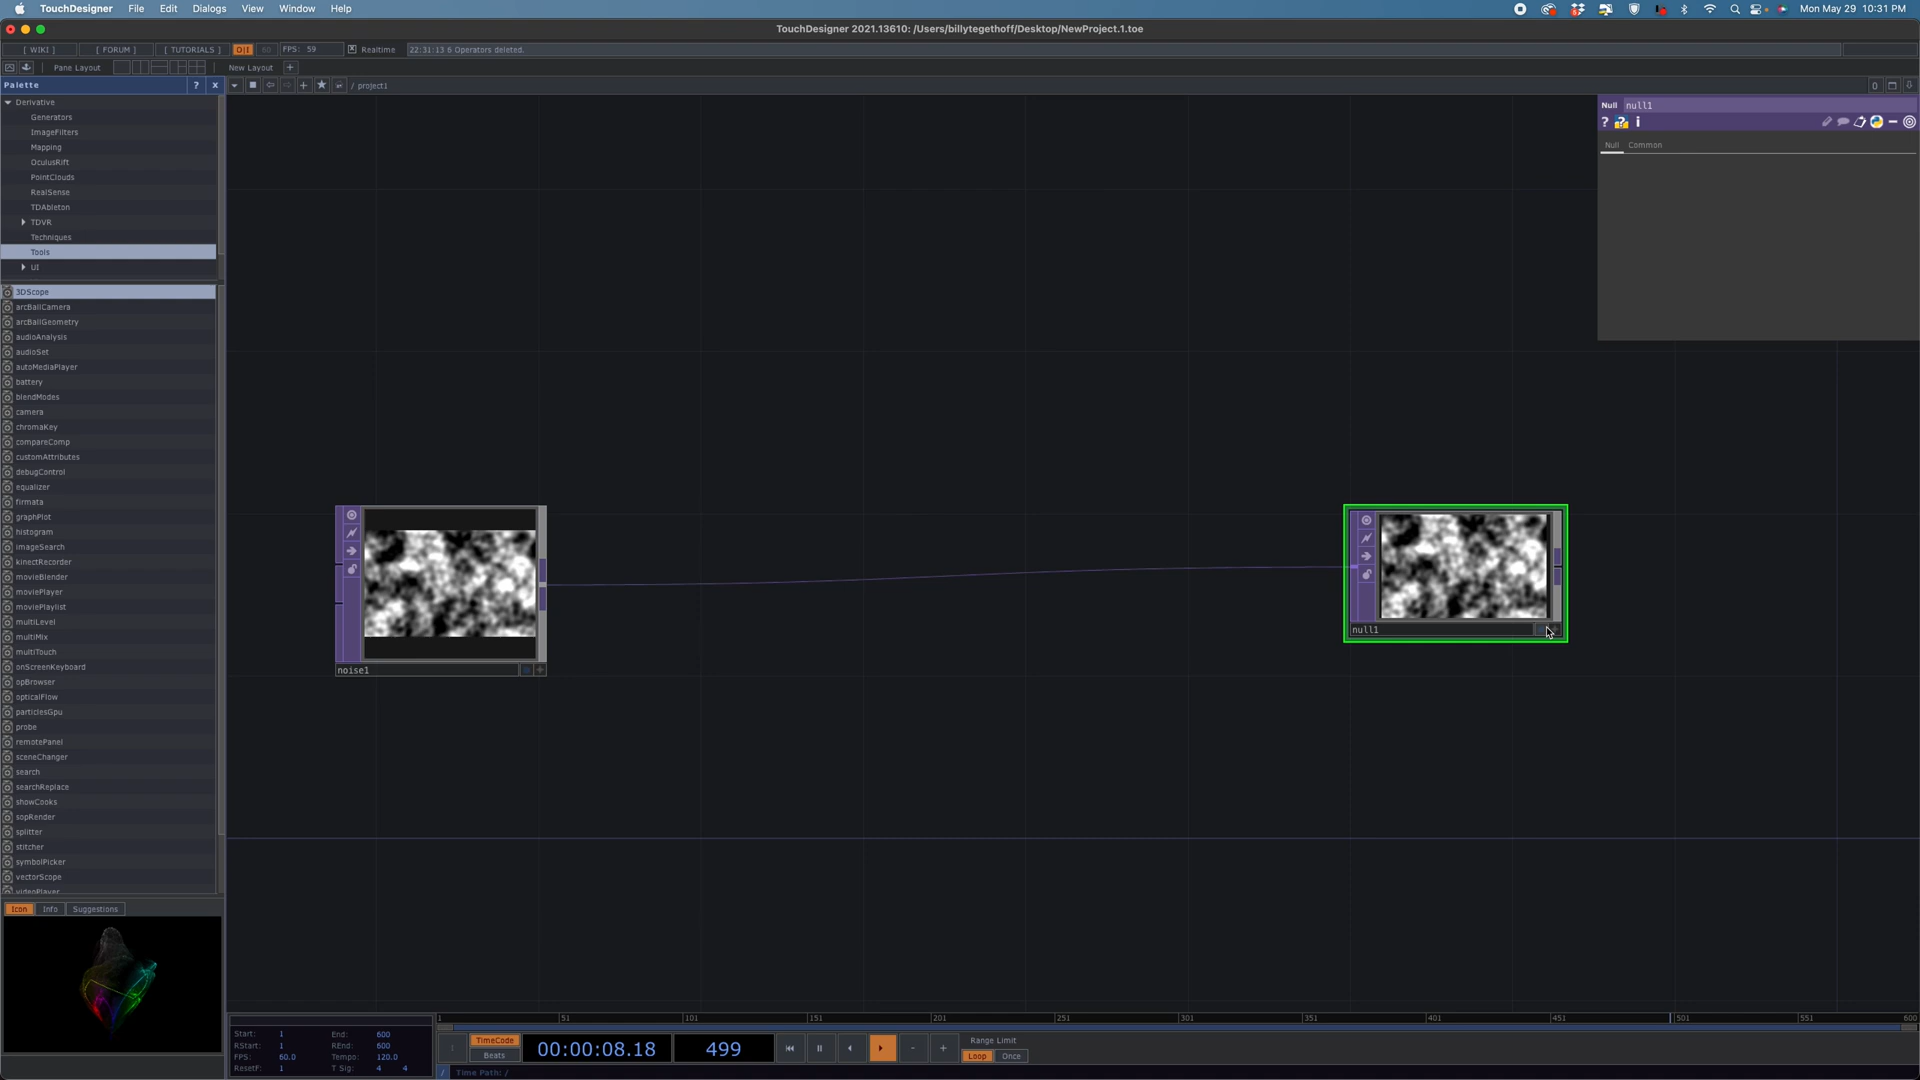 TouchDesigner File Edit Dialogs View Window Help Mon May 29 10:31 PM
TouchDesigner 2021.13610: /Users/billytegethoff/Desktop/NewProject.1.toe
[ WIKI ] [ FORUM ] [ TUTORIALS ] O|I 60 FPS: 59 Realtime 22:31:13 6 Operators deleted.
Pane Layout New Layout +
Palette ? x / project1 0
Derivative
Generators
ImageFilters
Mapping
OculusRift
PointClouds
RealSense
TDAbleton
TDVR
Techniques
Tools
UI
3DScope
arcBallCamera
arcBallGeometry
audioAnalysis
audioSet
autoMediaPlayer
battery
blendModes
camera
chromaKey
compareComp
customAttributes
debugControl
equalizer
firmata
graphPlot
histogram
imageSearch
kinectRecorder
movieBlender
moviePlayer
moviePlaylist
multiLevel
multiMix
multiTouch
onScreenKeyboard
opBrowser
opticalFlow
particlesGpu
probe
remotePanel
sceneChanger
search
searchReplace
showCooks
sopRender
splitter
stitcher
symbolPicker
vectorScope
videoPlayer
Icon Info Suggestions
noise1
null1
Null null1
? ? i
Null Common
1 51 101 151 201 251 301 351 401 451 501 551 600
Start: 1 End: 600
RStart: 1 REnd: 600
FPS: 60.0 Tempo: 120.0
ResetF: 1 T Sig: 4 4
TimeCode
Beats
00:00:08.18 499
- +
Range Limit
Loop Once
/ Time Path: /